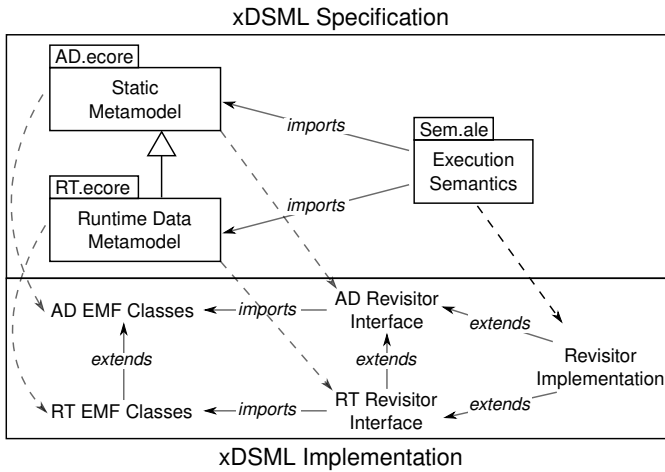 xDSML Specification
AD.ecore
Static
Metamodel
imports
Sem.ale
Execution
Semantics
RT.ecore
Runtime Data
Metamodel
imports
AD EMF Classes
imports
AD Revisitor
Interface
extends
extends
extends
Revisitor
Implementation
RT EMF Classes
imports
RT Revisitor
Interface
extends
xDSML Implementation